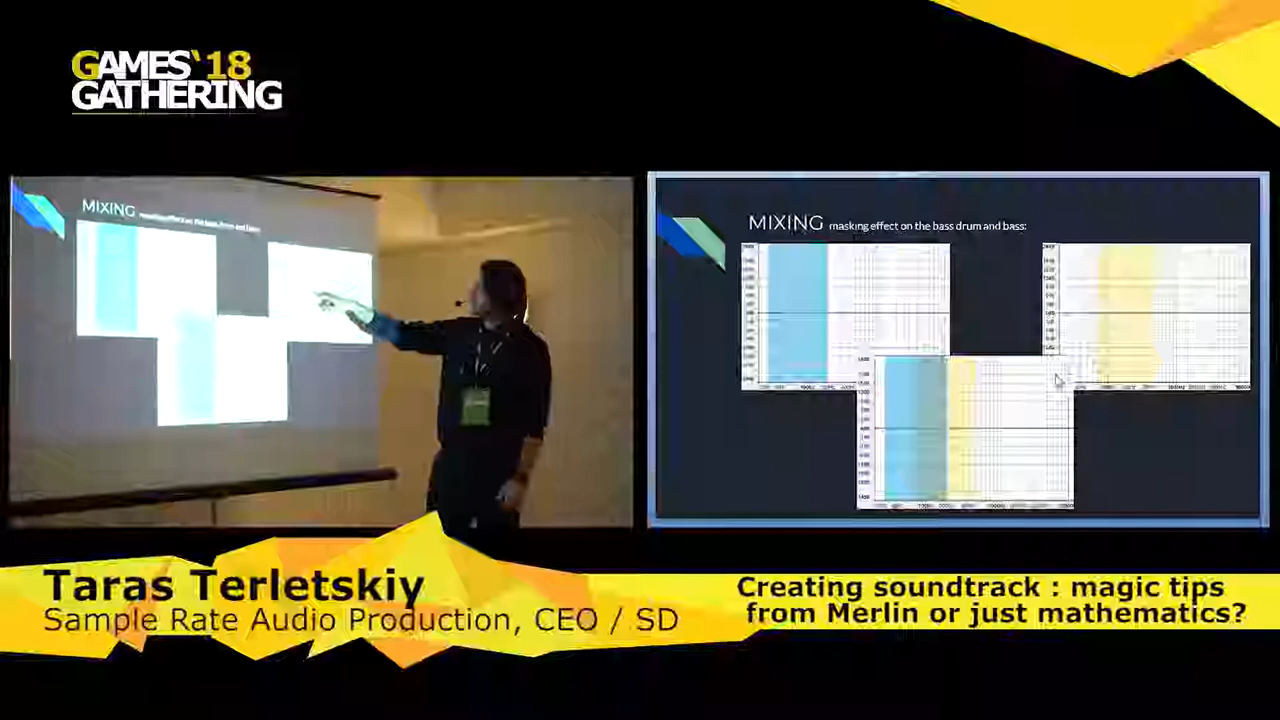 GAMES`18
GATHERING
MIXING
MIXING masking effect on the bass drum and bass:
Taras Terletskiy
Sample Rate Audio Production, CEO / SD
Creating soundtrack : magic tips
from Merlin or just mathematics?